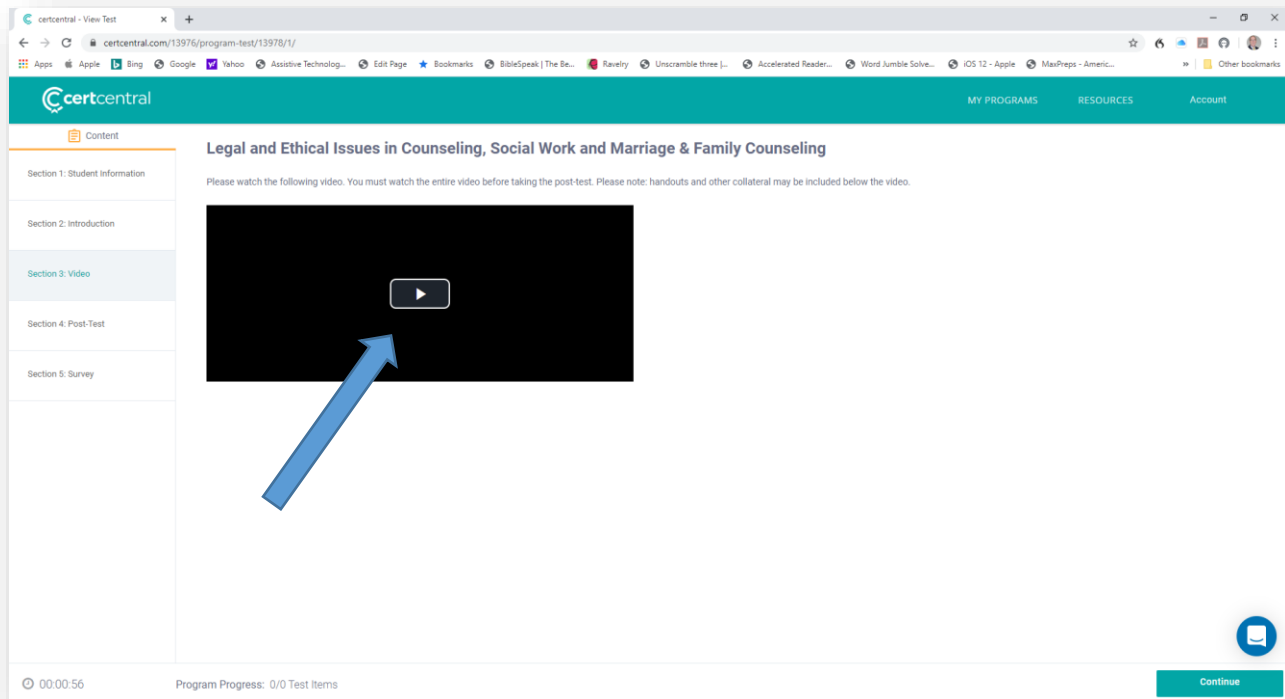 certcentral - View Test
certcentral.com/13976/program-test/13978/1/
Apps Apple Bing Google Yahoo Assistive Technolog... Edit Page Bookmarks BibleSpeak | The Be... Ravelry Unscramble three |... Accelerated Reader... Word Jumble Solve... iOS 12 - Apple MaxPreps - Americ... » Other bookmarks
certcentral
MY PROGRAMS RESOURCES Account
Content
Section 1: Student Information
Section 2: Introduction
Section 3: Video
Section 4: Post-Test
Section 5: Survey
Legal and Ethical Issues in Counseling, Social Work and Marriage & Family Counseling
Please watch the following video. You must watch the entire video before taking the post-test. Please note: handouts and other collateral may be included below the video.
00:00:56 Program Progress: 0/0 Test Items Continue